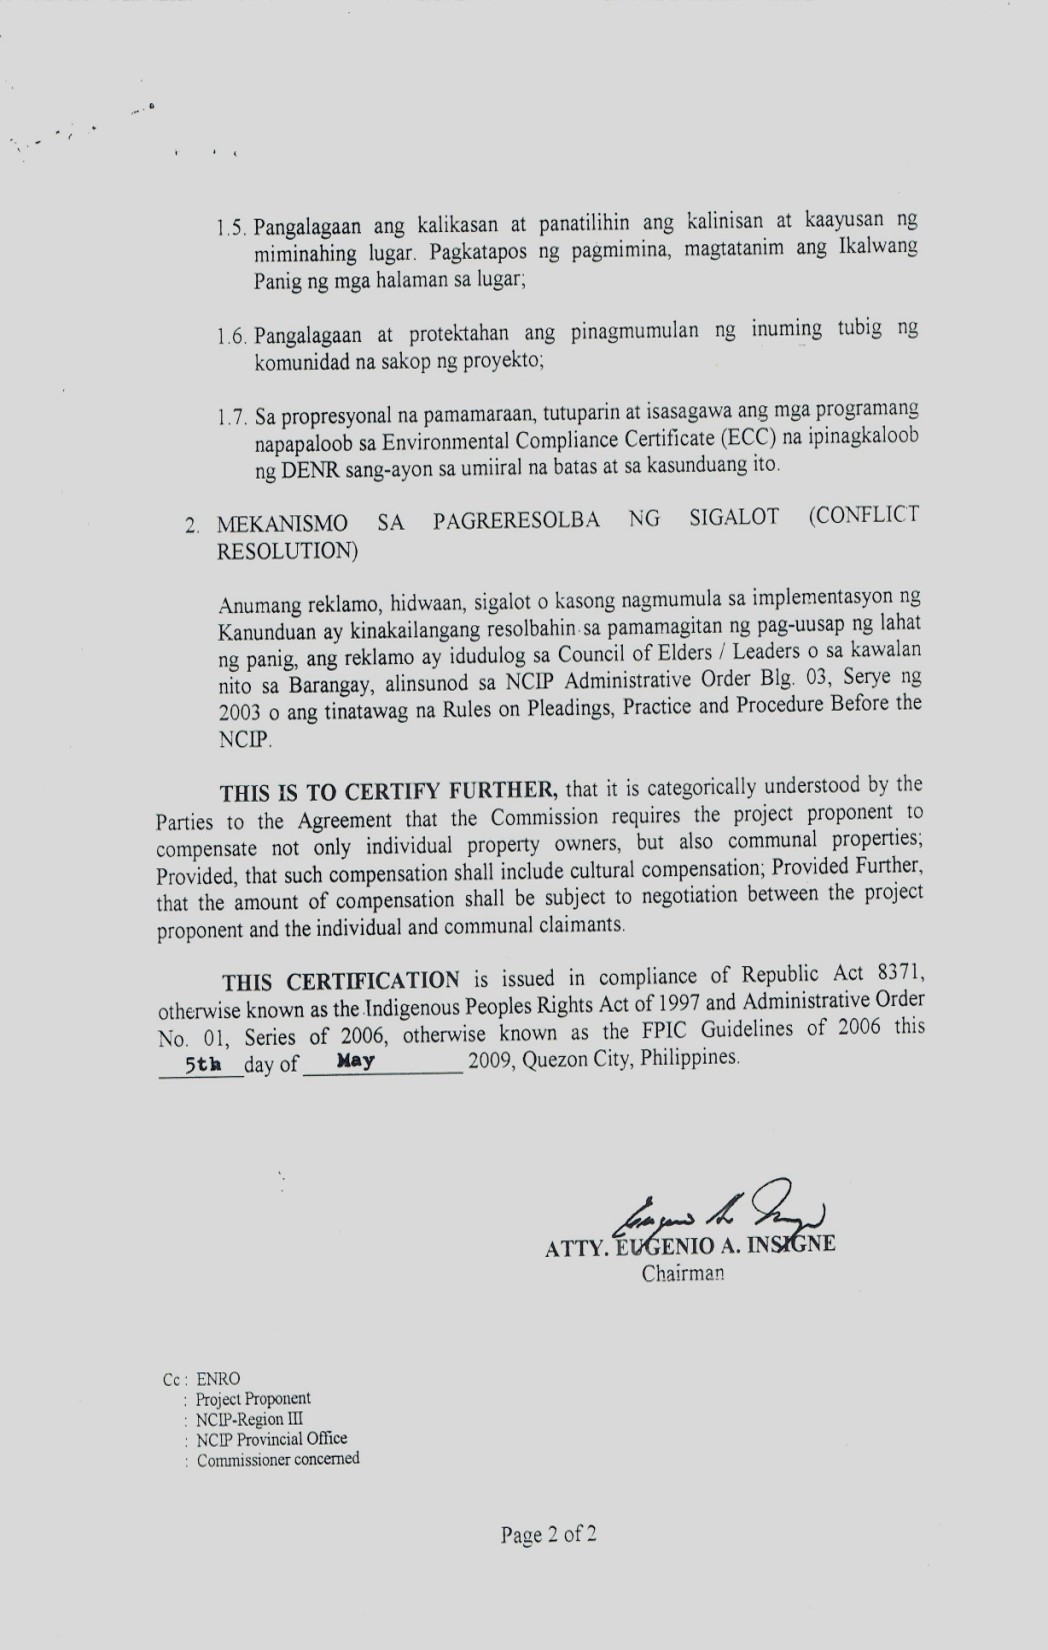 1.5. Pangalagaan ang kalikasan at panatilihin ang kalinisan at kaayusan ng
miminahing lugar. Pagkatapos ng pagmimina, magtatanim ang Ikalwang
Panig ng mga halaman sa lugar;
1.6. Pangalagaan at protektahan ang pinagmumulan ng inuming tubig ng
komunidad na sakop ng proyekto;
1.7. Sa propresyonal na pamamaraan, tutuparin at isasagawa ang mga programang
napapaloob sa Environmental Compliance Certificate (ECC) na ipinagkaloob
ng DENR sang-ayon sa umiiral na batas at sa kasunduang ito.
2. MEKANISMO SA PAGRERESOLBA NG SIGALOT (CONFLICT
RESOLUTION)
Anumang reklamo, hidwaan, sigalot o kasong nagmumula sa implementasyon ng
Kanunduan ay kinakailangang resolbahin sa pamamagitan ng pag-uusap ng lahat
ng panig, ang reklamo ay idudulog sa Council of Elders / Leaders o sa kawalan
nito sa Barangay, alinsunod sa NCIP Administrative Order Blg. 03, Serye ng
2003 o ang tinatawag na Rules on Pleadings, Practice and Procedure Before the
NCIP.
THIS IS TO CERTIFY FURTHER, that it is categorically understood by the
Parties to the Agreement that the Commission requires the project proponent to
compensate not only individual property owners, but also communal properties;
Provided, that such compensation shall include cultural compensation; Provided Further,
that the amount of compensation shall be subject to negotiation between the project
proponent and the individual and communal claimants.
THIS CERTIFICATION is issued in compliance of Republic Act 8371,
otherwise known as the Indigenous Peoples Rights Act of 1997 and Administrative Order
No. 01, Series of 2006, otherwise known as the FPIC Guidelines of 2006 this
5th day of May 2009, Quezon City, Philippines.
ATTY. EUGENIO A. INSIGNE
Chairman
Cc : ENRO
: Project Proponent
: NCIP-Region III
: NCIP Provincial Office
: Commissioner concerned
Page 2 of 2